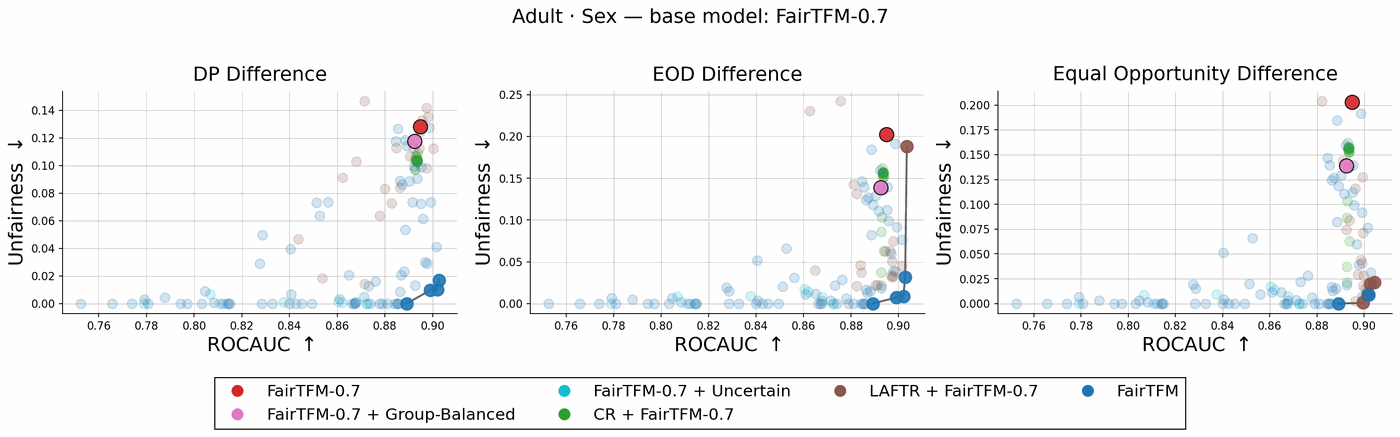 Adult · Sex — base model: FairTFM-0.7
DP Difference
Unfairness ↓
0.14
0.12
0.10
0.08
0.06
0.04
0.02
0.00
0.76 0.78 0.80 0.82 0.84 0.86 0.88 0.90
ROCAUC ↑
EOD Difference
Unfairness ↓
0.25
0.20
0.15
0.10
0.05
0.00
0.76 0.78 0.80 0.82 0.84 0.86 0.88 0.90
ROCAUC ↑
Equal Opportunity Difference
Unfairness ↓
0.200
0.175
0.150
0.125
0.100
0.075
0.050
0.025
0.000
0.76 0.78 0.80 0.82 0.84 0.86 0.88 0.90
ROCAUC ↑
FairTFM-0.7 FairTFM-0.7 + Uncertain LAFTR + FairTFM-0.7 FairTFM
FairTFM-0.7 + Group-Balanced CR + FairTFM-0.7